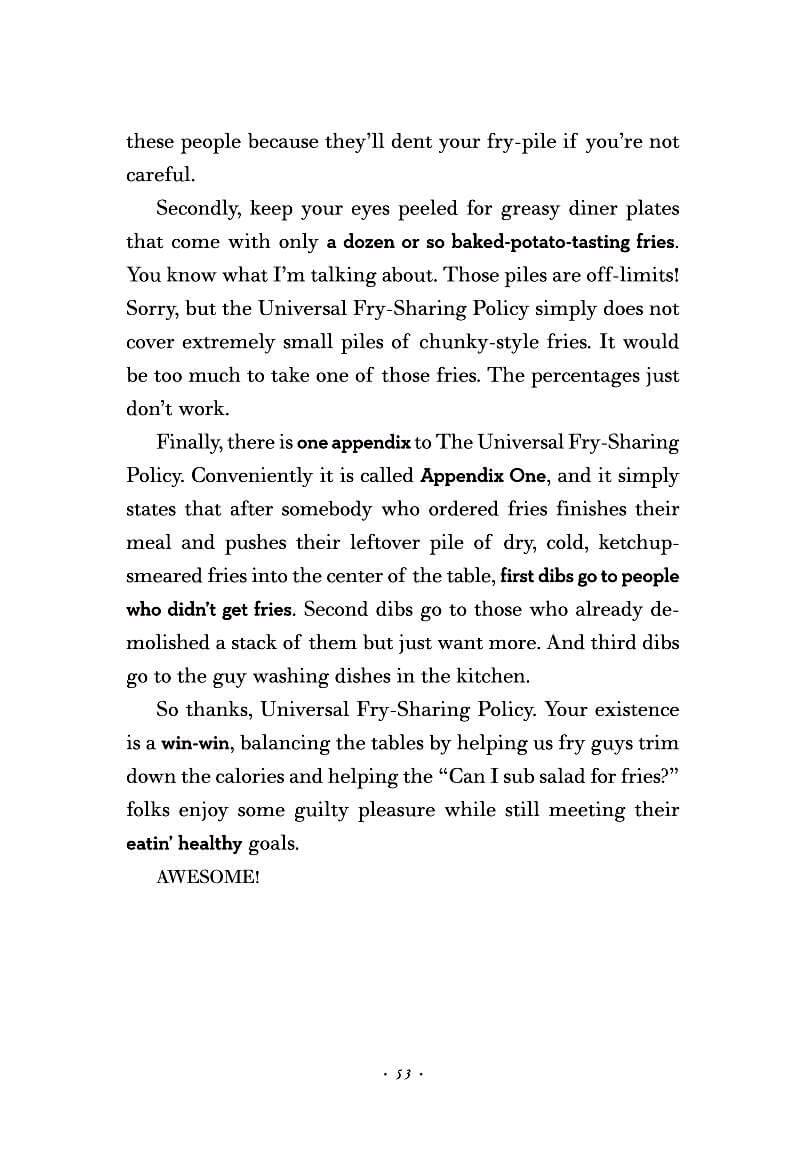 these people because they’ll dent your fry-pile if you’re not
careful.
Secondly, keep your eyes peeled for greasy diner plates
that come with only a dozen or so baked-potato-tasting fries.
You know what I’m talking about. Those piles are off-limits!
Sorry, but the Universal Fry-Sharing Policy simply does not
cover extremely small piles of chunky-style fries. It would
be too much to take one of those fries. The percentages just
don’t work.
Finally, there is one appendix to The Universal Fry-Sharing
Policy. Conveniently it is called Appendix One, and it simply
states that after somebody who ordered fries finishes their
meal and pushes their leftover pile of dry, cold, ketchup-
smeared fries into the center of the table, first dibs go to people
who didn’t get fries. Second dibs go to those who already de-
molished a stack of them but just want more. And third dibs
go to the guy washing dishes in the kitchen.
So thanks, Universal Fry-Sharing Policy. Your existence
is a win-win, balancing the tables by helping us fry guys trim
down the calories and helping the “Can I sub salad for fries?”
folks enjoy some guilty pleasure while still meeting their
eatin’ healthy goals.
AWESOME!
· 53 ·